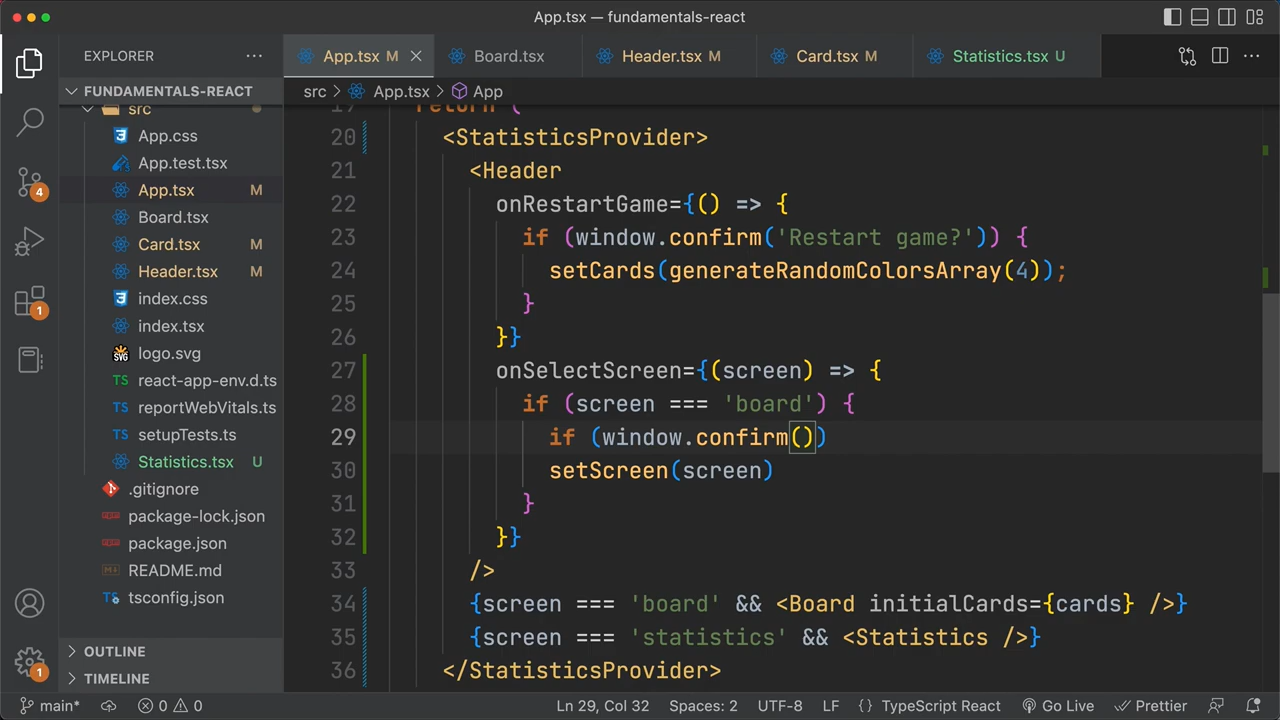 App.tsx — fundamentals-react
EXPLORER
App.tsx M
Board.tsx
Header.tsx M
Card.tsx M
Statistics.tsx U
FUNDAMENTALS-REACT
src
App.css
App.test.tsx
App.tsx M
Board.tsx
Card.tsx M
Header.tsx M
index.css
index.tsx
logo.svg
react-app-env.d.ts
reportWebVitals.ts
setupTests.ts
Statistics.tsx U
.gitignore
package-lock.json
package.json
README.md
tsconfig.json
OUTLINE
TIMELINE
4
1
1
src > App.tsx > App
19 return (
20 <StatisticsProvider>
21 <Header
22 onRestartGame={() => {
23 if (window.confirm('Restart game?')) {
24 setCards(generateRandomColorsArray(4));
25 }
26 }}
27 onSelectScreen={(screen) => {
28 if (screen === 'board') {
29 if (window.confirm())
30 setScreen(screen)
31 }
32 }}
33 />
34 {screen === 'board' && <Board initialCards={cards} />}
35 {screen === 'statistics' && <Statistics />}
36 </StatisticsProvider>
main* 0 0 Ln 29, Col 32 Spaces: 2 UTF-8 LF {} TypeScript React Go Live Prettier